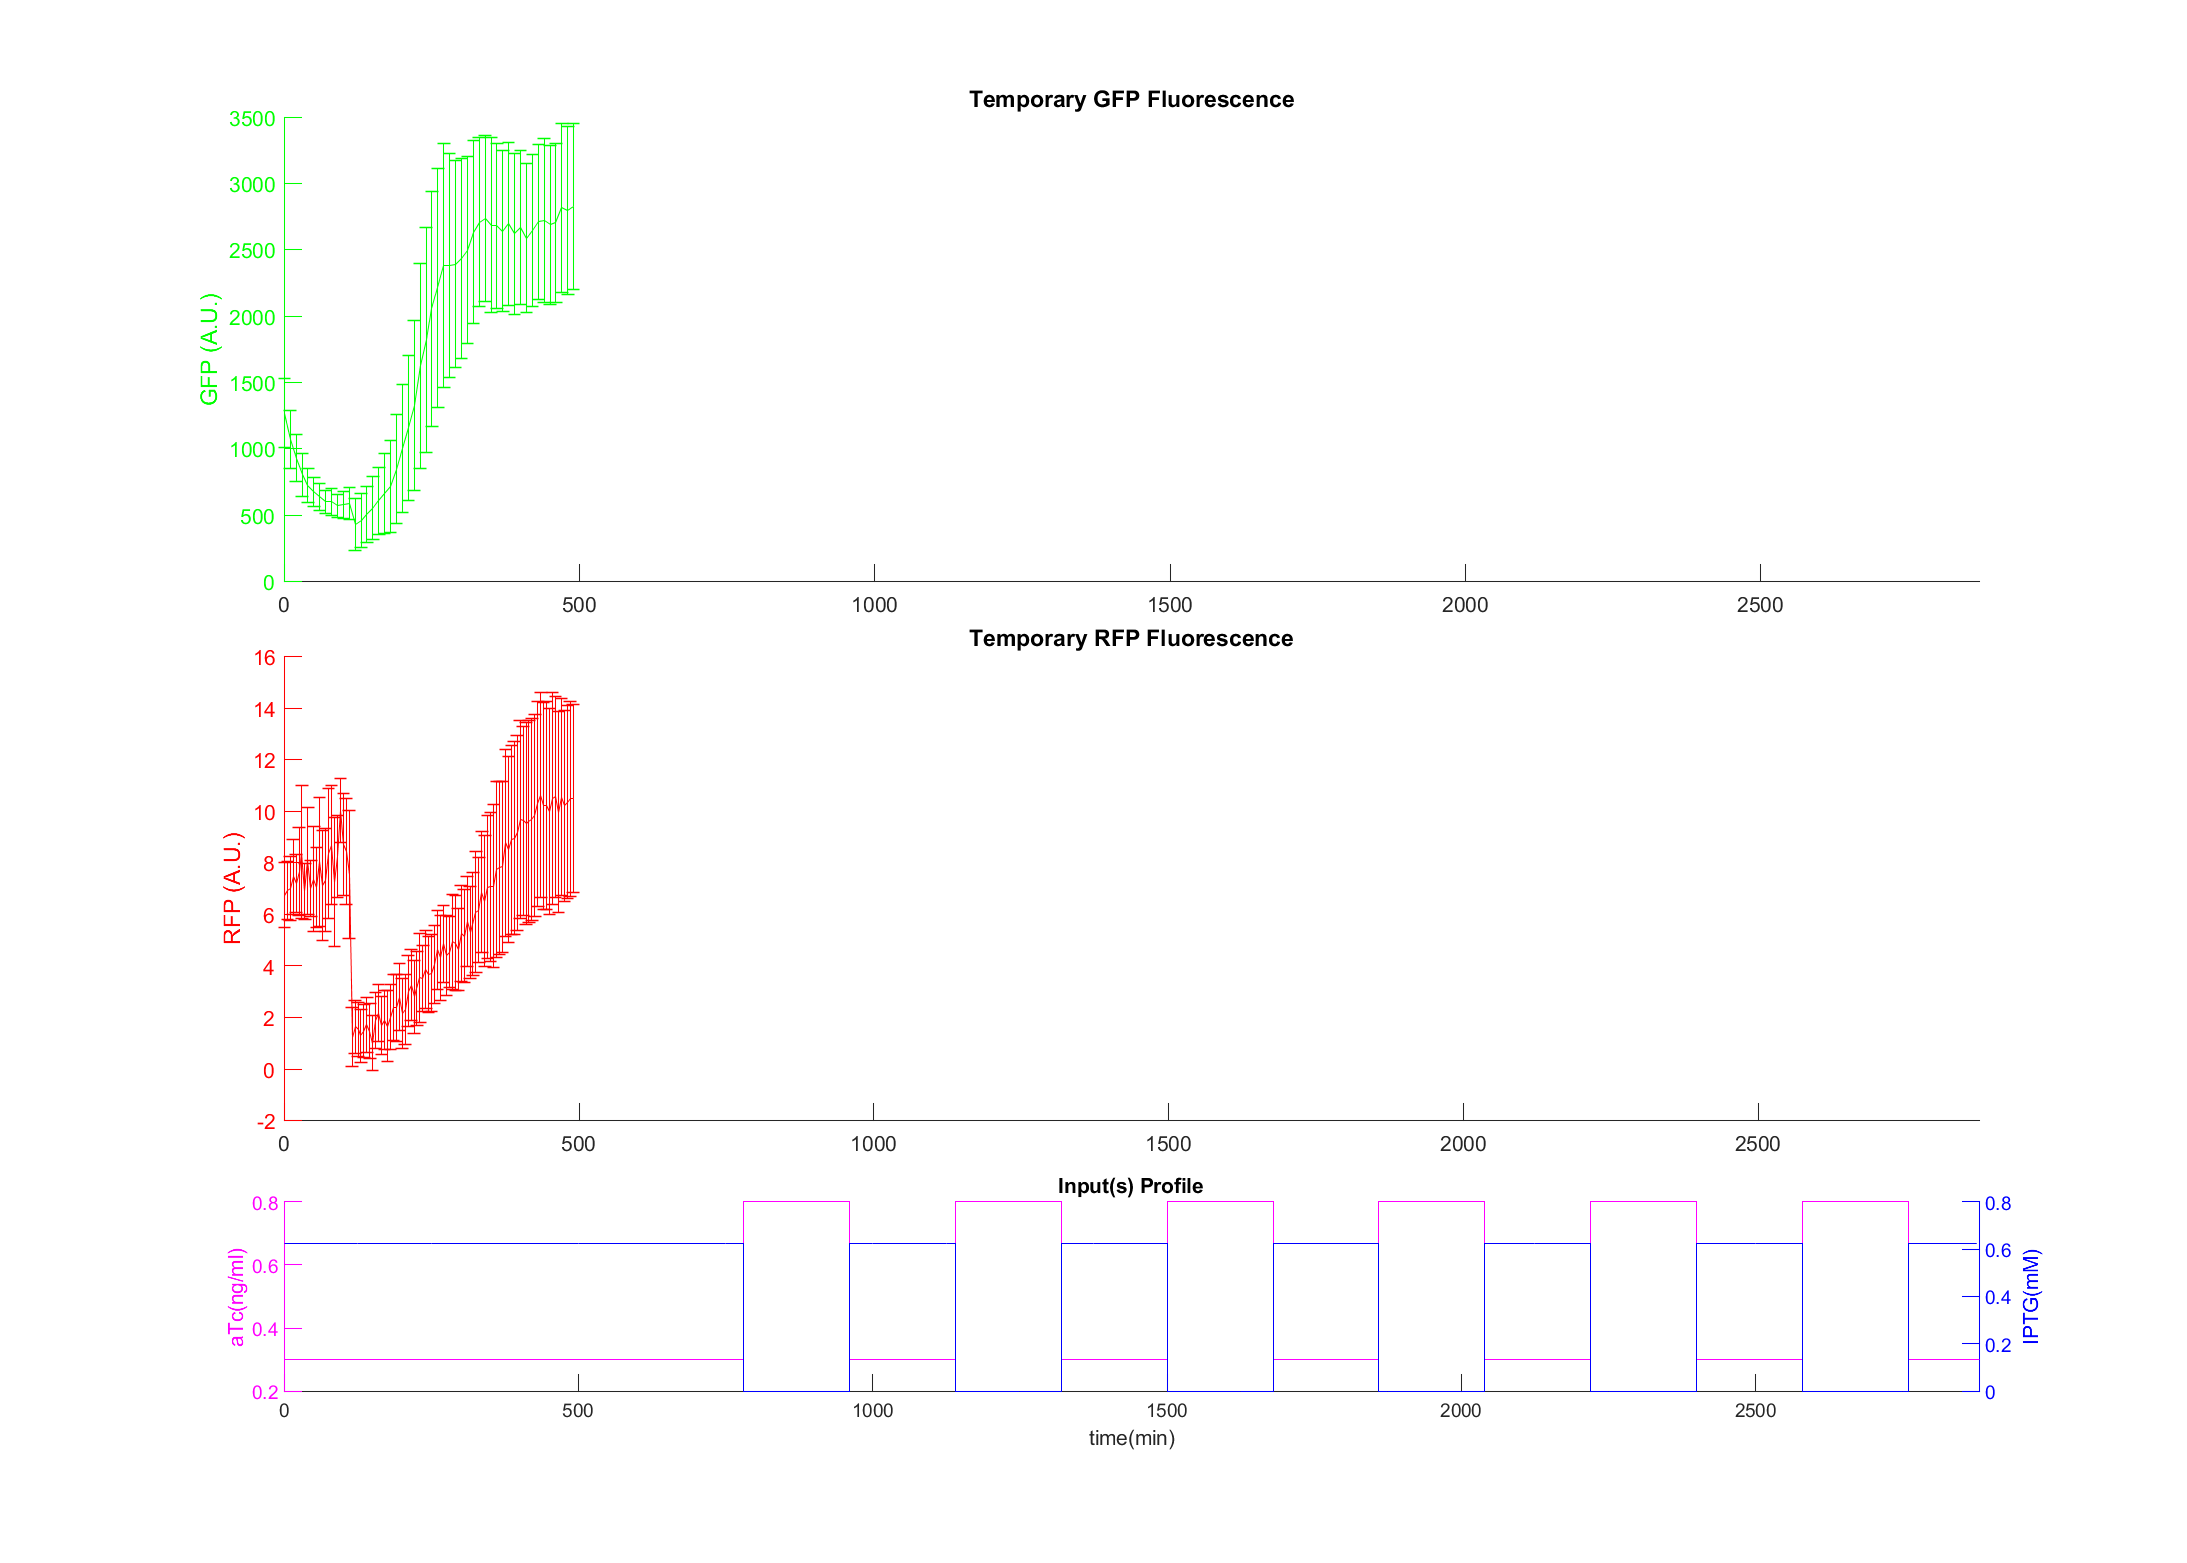 Temporary GFP Fluorescence
3500
3000
2500
2000
1500
1000
500
0
GFP (A.U.)
0 500 1000 1500 2000 2500
Temporary RFP Fluorescence
16
14
12
10
8
6
4
2
0
-2
RFP (A.U.)
0 500 1000 1500 2000 2500
Input(s) Profile
0.8
0.6
0.4
0.2
aTc(ng/ml)
0.8
0.6
0.4
0.2
0
IPTG(mM)
0 500 1000 1500 2000 2500
time(min)